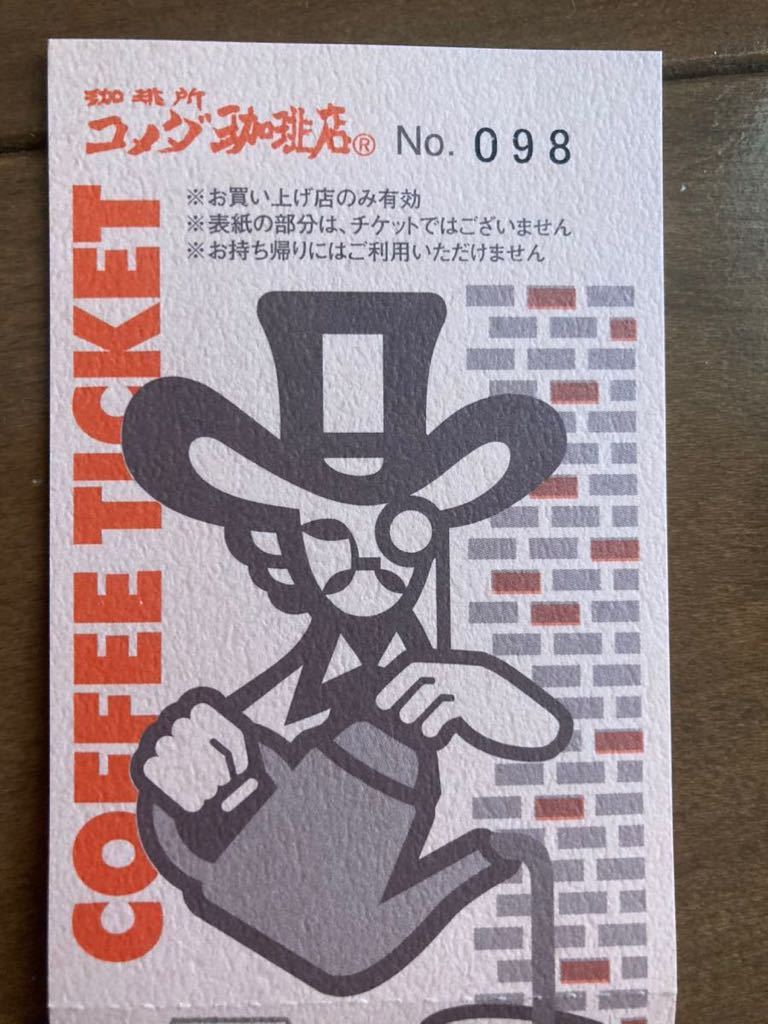 珈琲所
コメダ珈琲店® No. 098
※お買い上げ店のみ有効
※表紙の部分は、チケットではございません
※お持ち帰りにはご利用いただけません
COFFEE TICKET